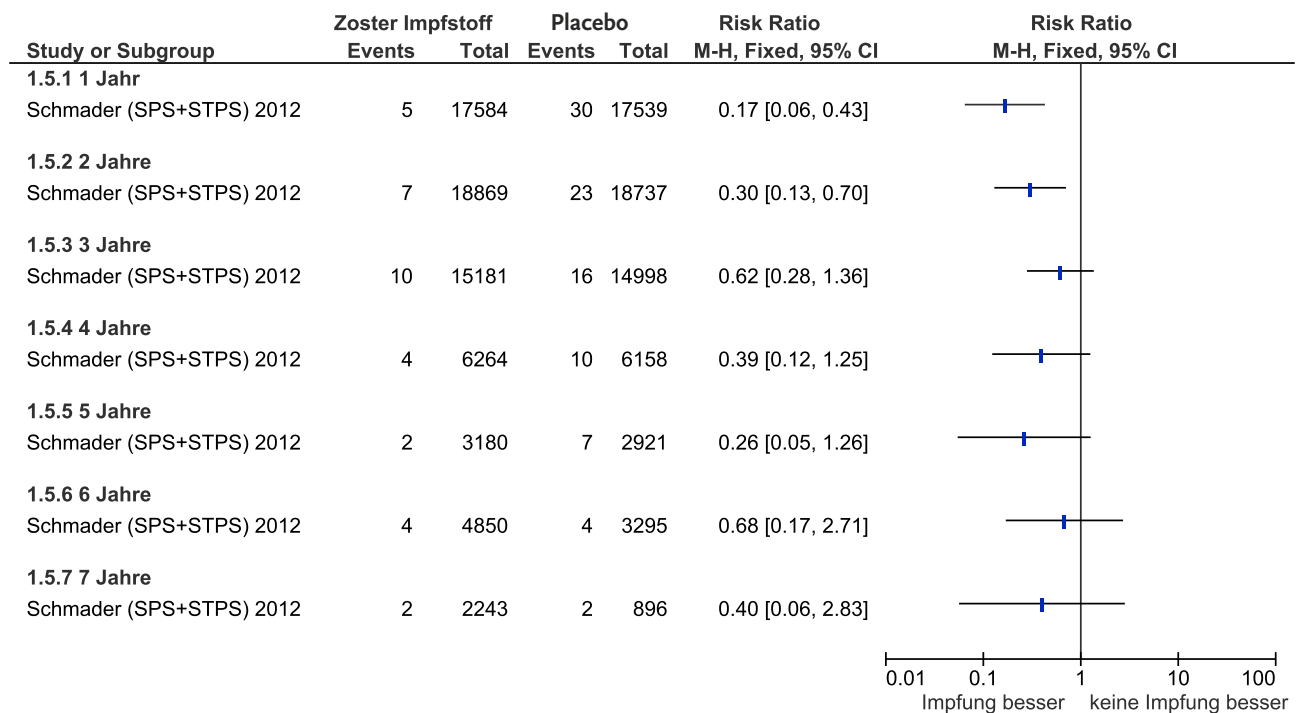 Zoster Impfstoff Placebo Risk Ratio Risk Ratio
Study or Subgroup Events Total Events Total M-H, Fixed, 95% CI M-H, Fixed, 95% CI
1.5.1 1 Jahr
Schmader (SPS+STPS) 2012 5 17584 30 17539 0.17 [0.06, 0.43]
1.5.2 2 Jahre
Schmader (SPS+STPS) 2012 7 18869 23 18737 0.30 [0.13, 0.70]
1.5.3 3 Jahre
Schmader (SPS+STPS) 2012 10 15181 16 14998 0.62 [0.28, 1.36]
1.5.4 4 Jahre
Schmader (SPS+STPS) 2012 4 6264 10 6158 0.39 [0.12, 1.25]
1.5.5 5 Jahre
Schmader (SPS+STPS) 2012 2 3180 7 2921 0.26 [0.05, 1.26]
1.5.6 6 Jahre
Schmader (SPS+STPS) 2012 4 4850 4 3295 0.68 [0.17, 2.71]
1.5.7 7 Jahre
Schmader (SPS+STPS) 2012 2 2243 2 896 0.40 [0.06, 2.83]
0.01 0.1 1 10 100
Impfung besser keine Impfung besser